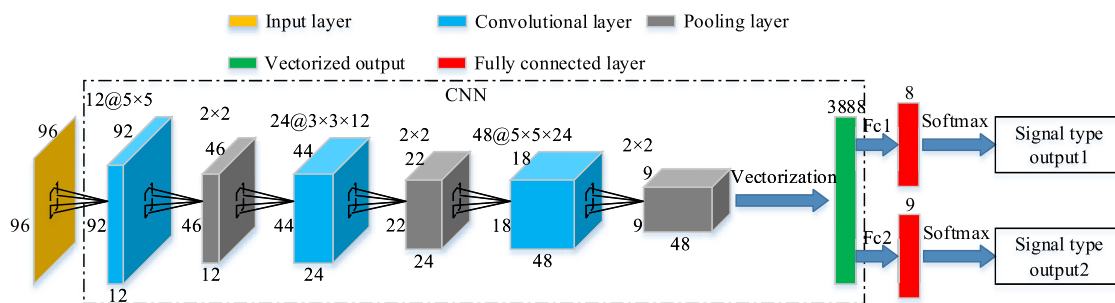 Input layer
Convolutional layer
Pooling layer
Vectorized output
Fully connected layer
CNN
12@5×5
2×2
24@3×3×12
2×2
48@5×5×24
2×2
96
96
92
92
12
46
46
12
44
44
24
22
22
24
18
18
48
9
9
48
Vectorization
3888
Fc1
8
Softmax
Signal type
output1
Fc2
9
Softmax
Signal type
output2